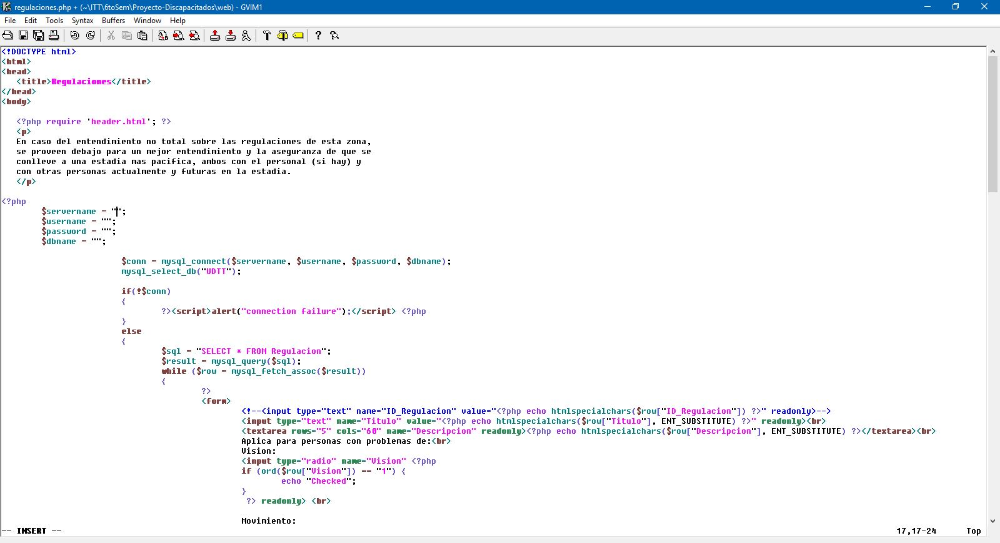 regulaciones.php + (~\ITT\6toSem\Proyecto-Discapacitados\web) - GVIM1
File Edit Tools Syntax Buffers Window Help
<!DOCTYPE html>
<html>
<head>
<title>Regulaciones</title>
</head>
<body>
<?php require 'header.html'; ?>
<p>
En caso del entendimiento no total sobre las regulaciones de esta zona,
se proveen debajo para un mejor entendimiento y la aseguranza de que se
conlleve a una estadia mas pacifica, ambos con el personal (si hay) y
con otras personas actualmente y futuras en la estadia.
</p>
<?php
$servername = "";
$username = "";
$password = "";
$dbname = "";
$conn = mysql_connect($servername, $username, $password, $dbname);
mysql_select_db("UDTT");
if(!$conn)
{
?><script>alert("connection failure");</script> <?php
}
else
{
$sql = "SELECT * FROM Regulacion";
$result = mysql_query($sql);
while ($row = mysql_fetch_assoc($result))
{
?>
<form>
<!--<input type="text" name="ID_Regulacion" value="<?php echo htmlspecialchars($row["ID_Regulacion"]) ?>" readonly>-->
<input type="text" name="Titulo" value="<?php echo htmlspecialchars($row["Titulo"], ENT_SUBSTITUTE) ?>" readonly><br>
<textarea rows="5" cols="60" name="Descripcion" readonly><?php echo htmlspecialchars($row["Descripcion"], ENT_SUBSTITUTE) ?></textarea><br>
Aplica para personas con problemas de:<br>
Vision:
<input type="radio" name="Vision" <?php
if (ord($row["Vision"]) == "1") {
echo "Checked";
}
?> readonly> <br>
Movimiento:
-- INSERT -- 17,17-24 Top